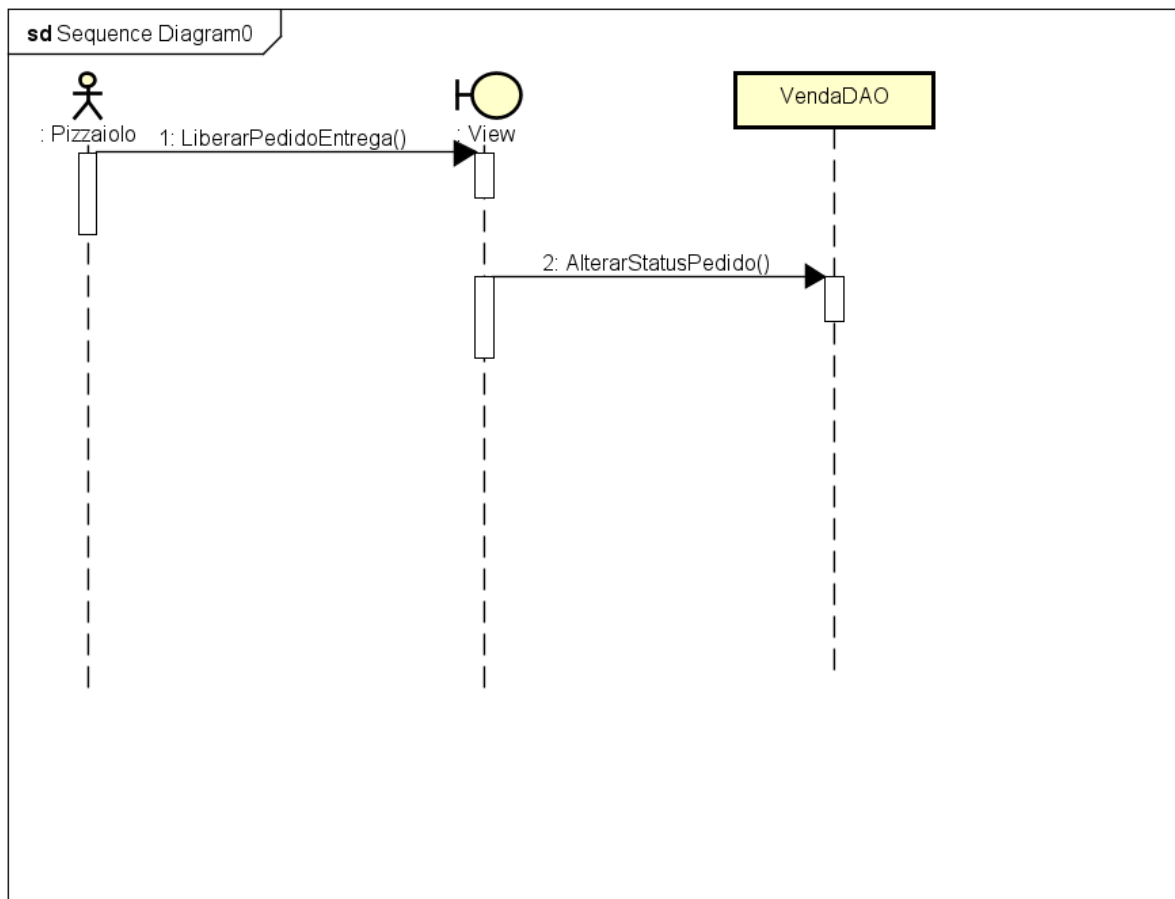 sd Sequence Diagram0
: Pizzaiolo
: View
VendaDAO
1: LiberarPedidoEntrega()
2: AlterarStatusPedido()